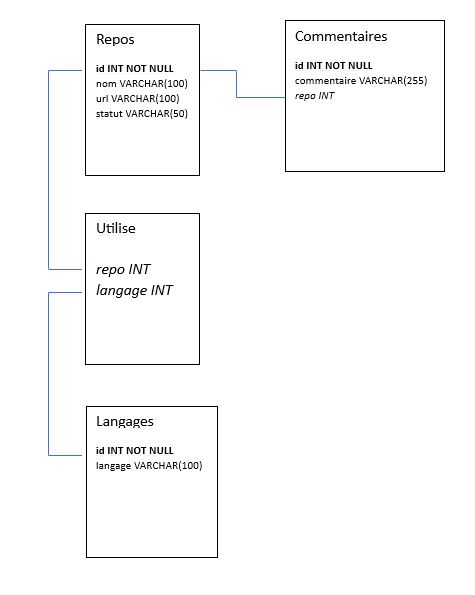 Repos
id INT NOT NULL
nom VARCHAR(100)
url VARCHAR(100)
statut VARCHAR(50)
Commentaires
id INT NOT NULL
commentaire VARCHAR(255)
repo INT
Utilise
repo INT
langage INT
Langages
id INT NOT NULL
langage VARCHAR(100)